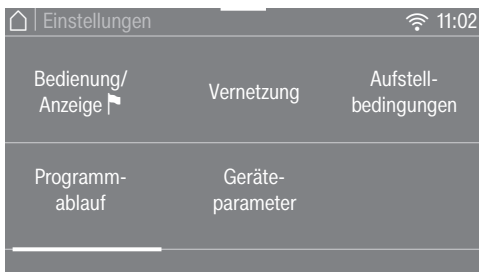 Einstellungen 11:02
Bedienung/
Anzeige
Vernetzung
Aufstell-
bedingungen
Programm-
ablauf
Geräte-
parameter